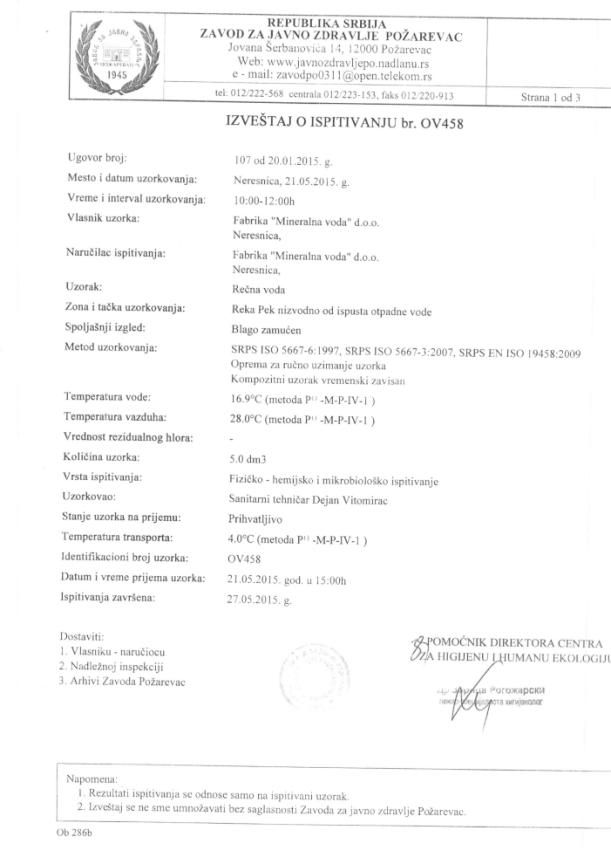 REPUBLIKA SRBIJA
ZAVOD ZA JAVNO ZDRAVLJE POŽAREVAC
Jovana Šerbanovića 14, 12000 Požarevac
Web: www.javnozdravljepo.nadlanu.rs
e - mail: zavodpo0311@open.telekom.rs
tel: 012/222-568 centrala 012/223-153, faks 012/220-913
Strana 1 od 3
1945
IZVEŠTAJ O ISPITIVANJU br. OV458
Ugovor broj: 107 od 20.01.2015. g.
Mesto i datum uzorkovanja: Neresnica, 21.05.2015. g.
Vreme i interval uzorkovanja: 10:00-12:00h
Vlasnik uzorka: Fabrika "Mineralna voda" d.o.o.
Neresnica,
Naručilac ispitivanja: Fabrika "Mineralna voda" d.o.o.
Neresnica,
Uzorak: Rečna voda
Zona i tačka uzorkovanja: Reka Pek nizvodno od ispusta otpadne vode
Spoljašnji izgled: Blago zamućen
Metod uzorkovanja: SRPS ISO 5667-6:1997, SRPS ISO 5667-3:2007, SRPS EN ISO 19458:2009
Oprema za ručno uzimanje uzorka
Kompozitni uzorak vremenski zavisan
Temperatura vode: 16.9°C (metoda P¹⁾ -M-P-IV-1 )
Temperatura vazduha: 28.0°C (metoda P¹⁾ -M-P-IV-1 )
Vrednost rezidualnog hlora: -
Količina uzorka: 5.0 dm3
Vrsta ispitivanja: Fizičko - hemijsko i mikrobiološko ispitivanje
Uzorkovao: Sanitarni tehničar Dejan Vitomirac
Stanje uzorka na prijemu: Prihvatljivo
Temperatura transporta: 4.0°C (metoda P¹⁾ -M-P-IV-1 )
Identifikacioni broj uzorka: OV458
Datum i vreme prijema uzorka: 21.05.2015. god. u 15:00h
Ispitivanja završena: 27.05.2015. g.
Dostaviti:
1. Vlasniku - naručiocu
2. Nadležnoj inspekciji
3. Arhivi Zavoda Požarevac
POMOĆNIK DIREKTORA CENTRA
ZA HIGIJENU I HUMANU EKOLOGIJU
Рогожарски
хигијенолог
Napomena:
1. Rezultati ispitivanja se odnose samo na ispitivani uzorak.
2. Izveštaj se ne sme umnožavati bez saglasnosti Zavoda za javno zdravlje Požarevac.
Ob 286b